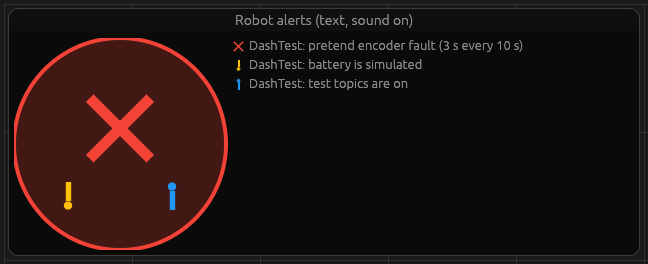 Robot alerts (text, sound on)
DashTest: pretend encoder fault (3 s every 10 s)
DashTest: battery is simulated
DashTest: test topics are on